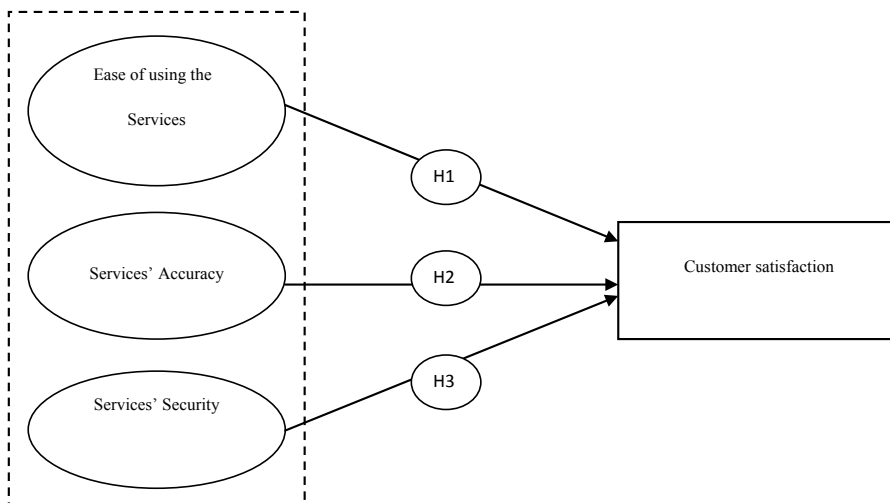 Ease of using the
Services
H1
Services’ Accuracy
H2
Customer satisfaction
Services’ Security
H3